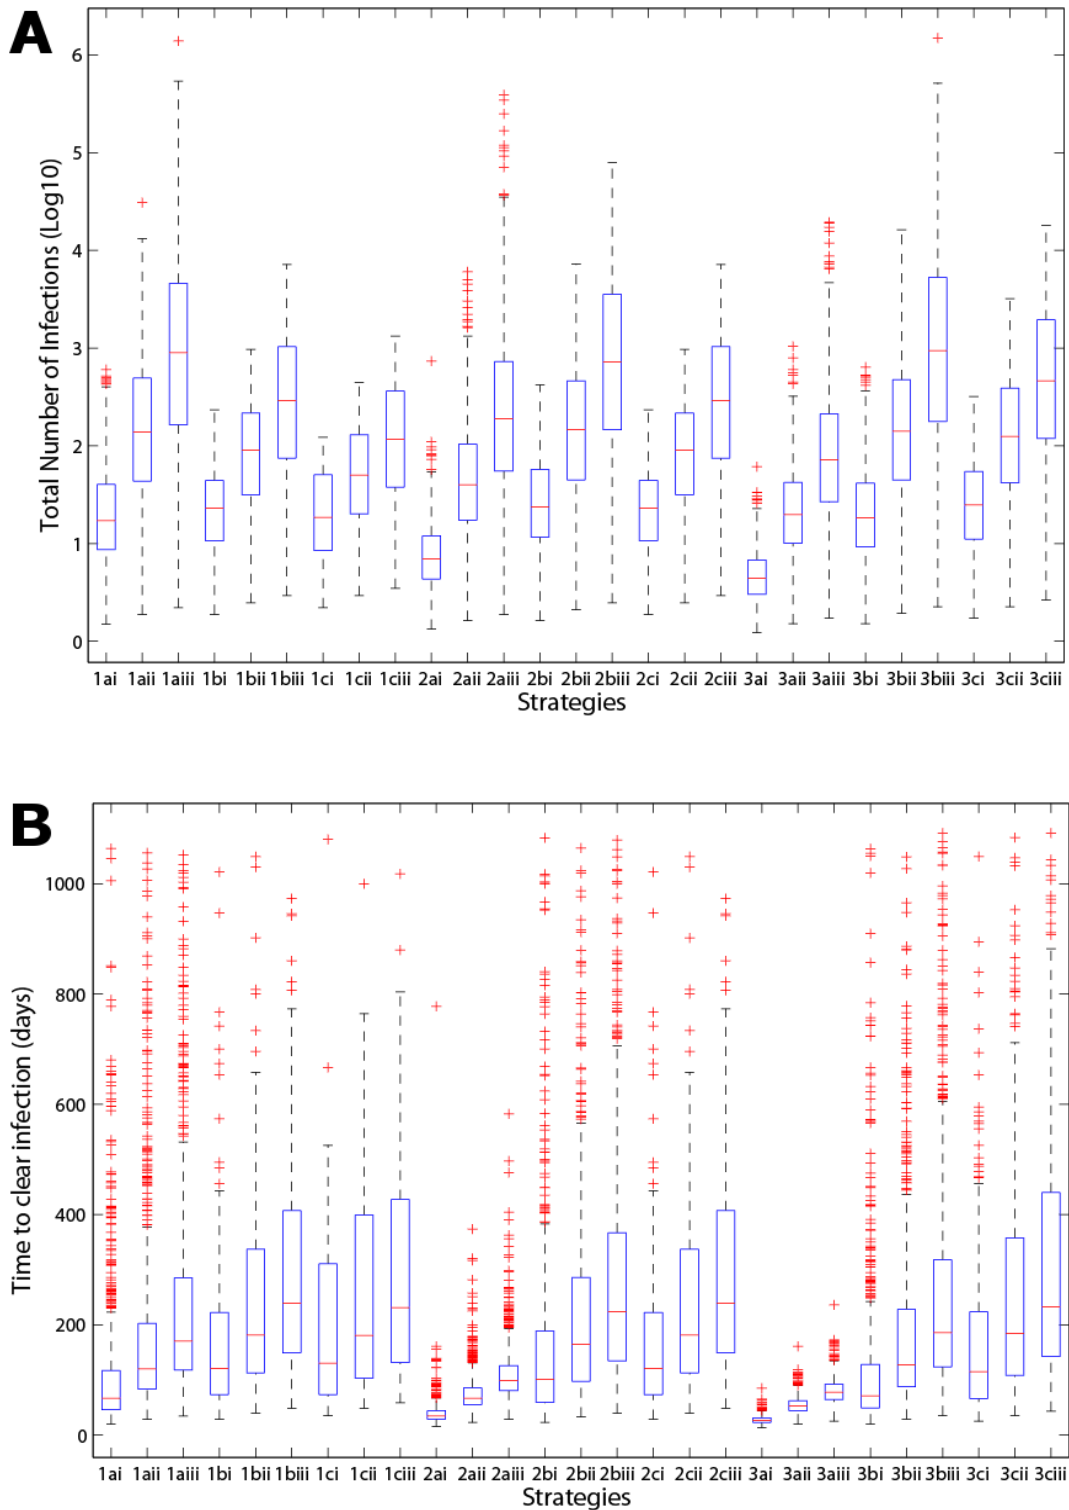 A
Total Number of Infections (Log10)
6
5
4
3
2
1
0
1ai 1aii 1aiii 1bi 1bii 1biii 1ci 1cii 1ciii 2ai 2aii 2aiii 2bi 2bii 2biii 2ci 2cii 2ciii 3ai 3aii 3aiii 3bi 3bii 3biii 3ci 3cii 3ciii
Strategies
B
Time to clear infection (days)
1000
800
600
400
200
0
1ai 1aii 1aiii 1bi 1bii 1biii 1ci 1cii 1ciii 2ai 2aii 2aiii 2bi 2bii 2biii 2ci 2cii 2ciii 3ai 3aii 3aiii 3bi 3bii 3biii 3ci 3cii 3ciii
Strategies